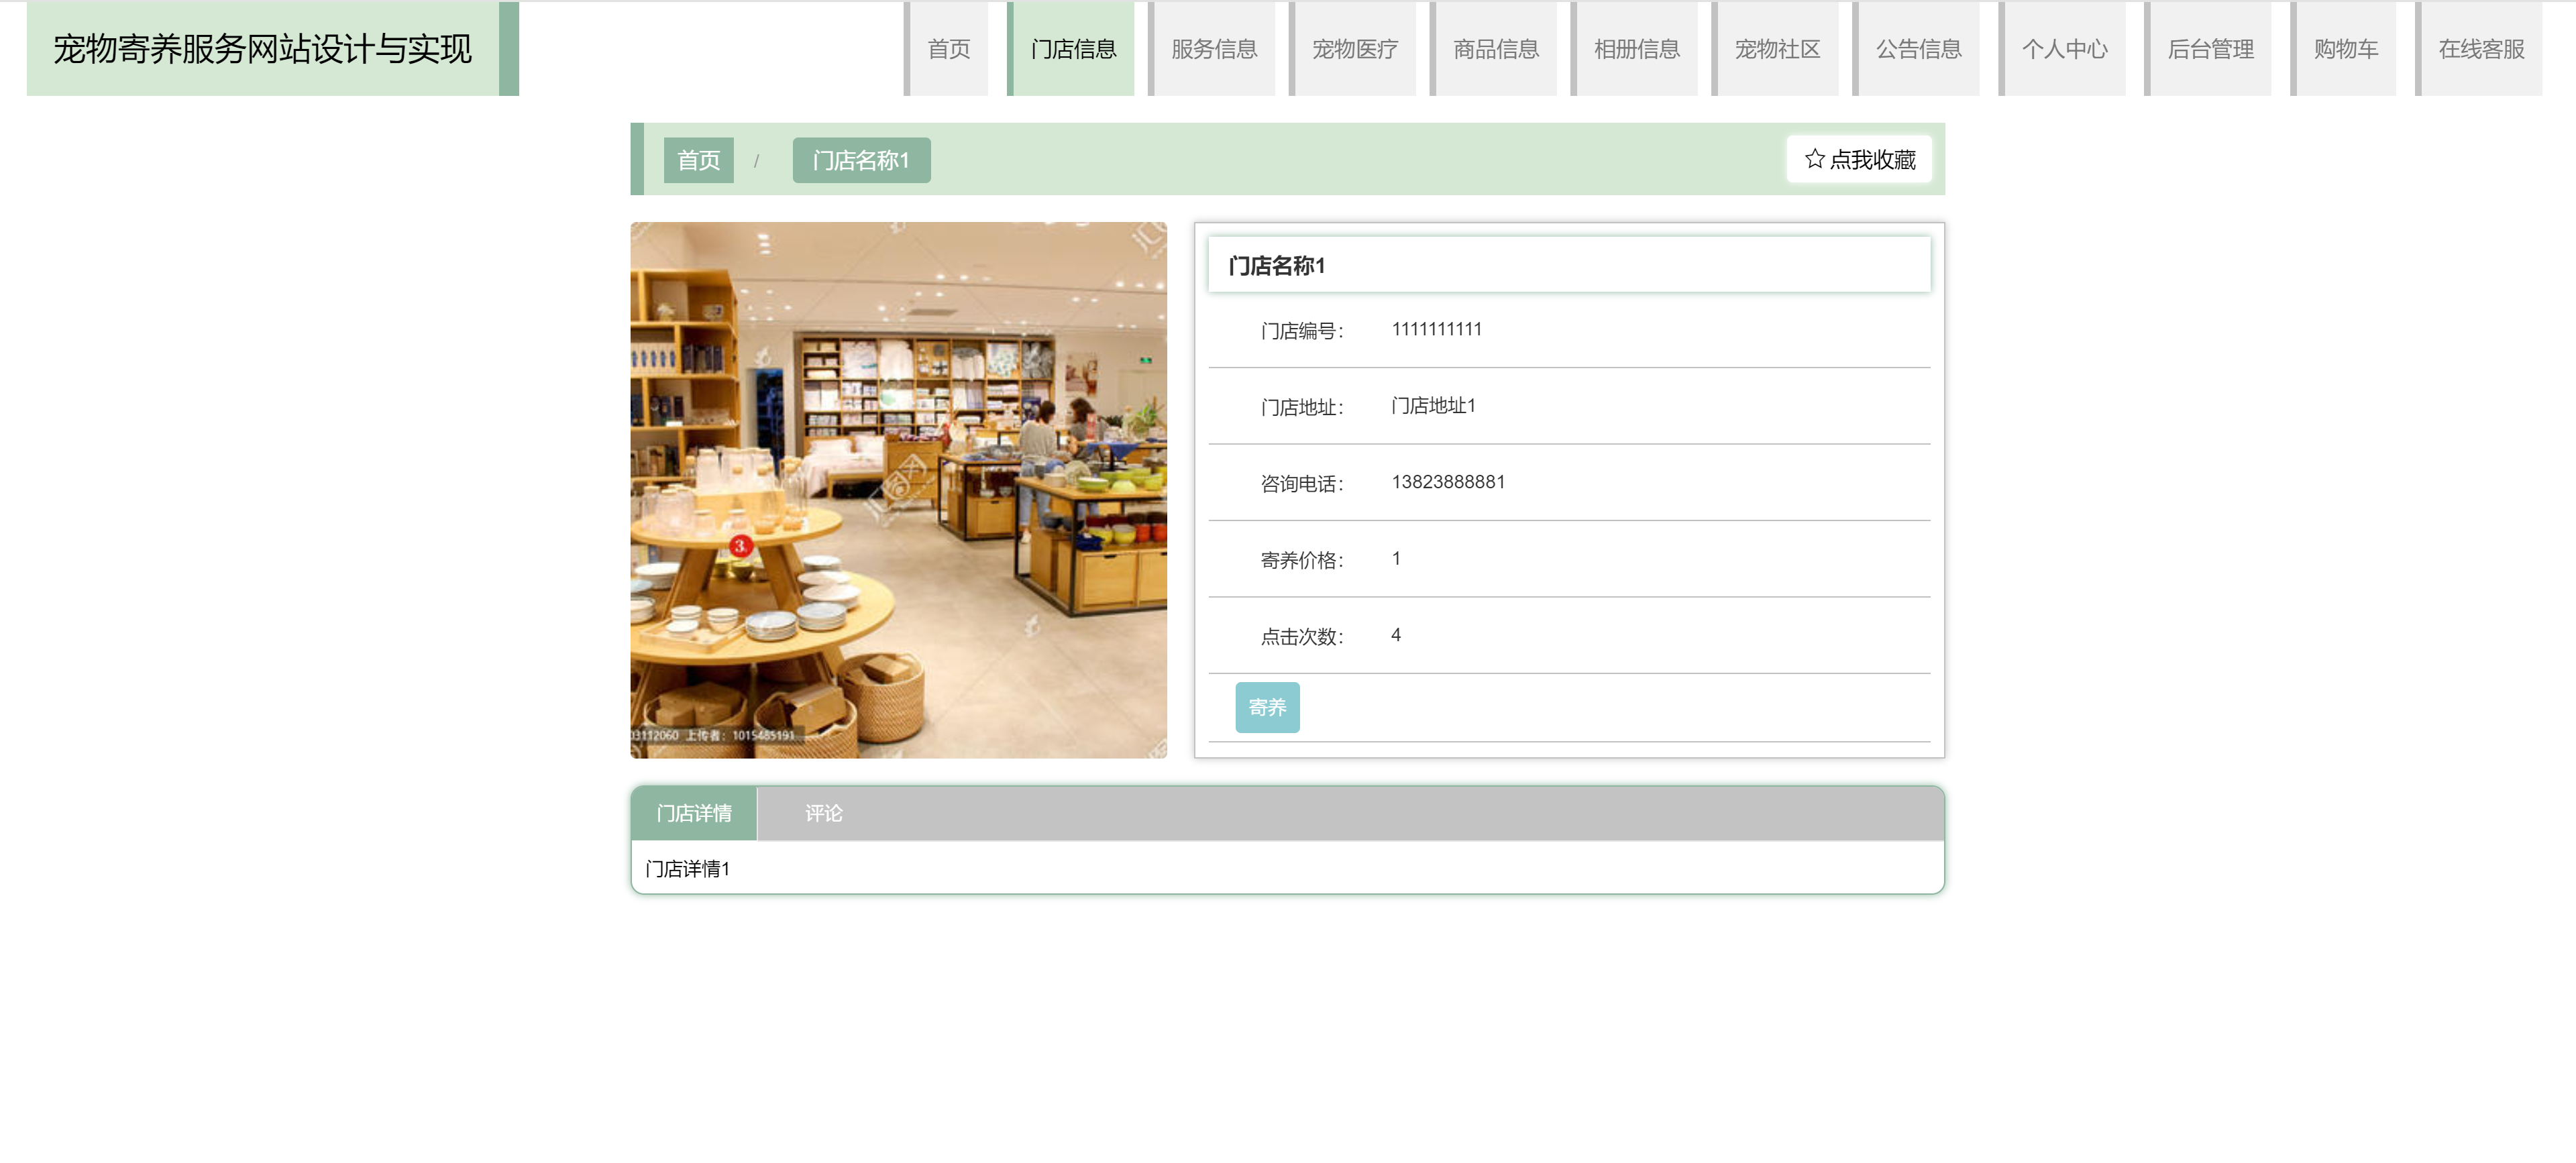 宠物寄养服务网站设计与实现
首页
门店信息
服务信息
宠物医疗
商品信息
相册信息
宠物社区
公告信息
个人中心
后台管理
购物车
在线客服
首页 / 门店名称1
☆ 点我收藏
汇图网
3
03112060 上传者：1015485191
门店名称1
门店编号： 1111111111
门店地址： 门店地址1
咨询电话： 13823888881
寄养价格： 1
点击次数： 4
寄养
门店详情 评论
门店详情1